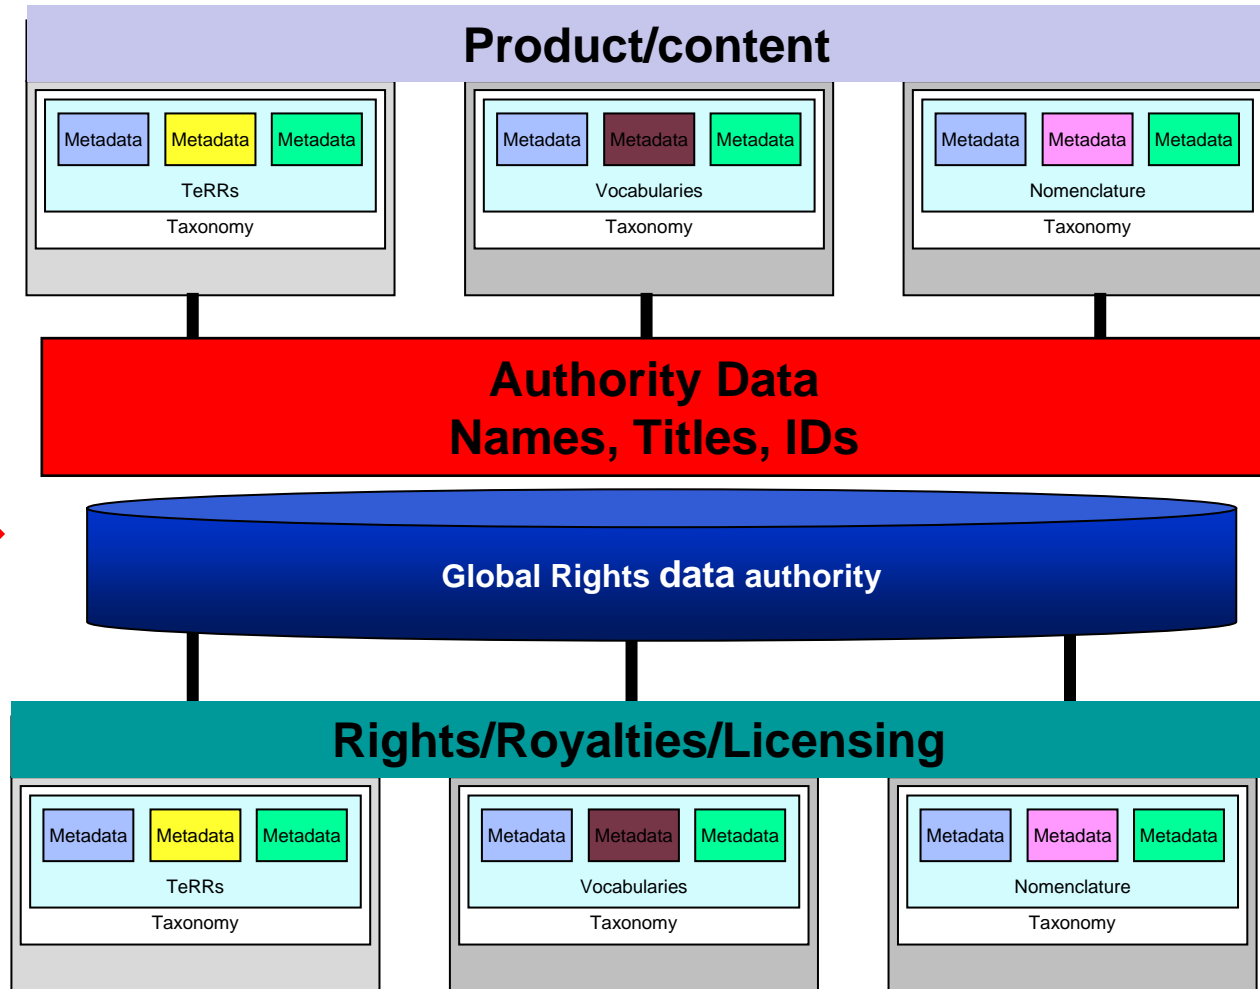 Product/content
Metadata Metadata Metadata
TeRRs
Taxonomy
Metadata Metadata Metadata
Vocabularies
Taxonomy
Metadata Metadata Metadata
Nomenclature
Taxonomy
Authority Data
Names, Titles, IDs
Global Rights data authority
Rights/Royalties/Licensing
Metadata Metadata Metadata
TeRRs
Taxonomy
Metadata Metadata Metadata
Vocabularies
Taxonomy
Metadata Metadata Metadata
Nomenclature
Taxonomy